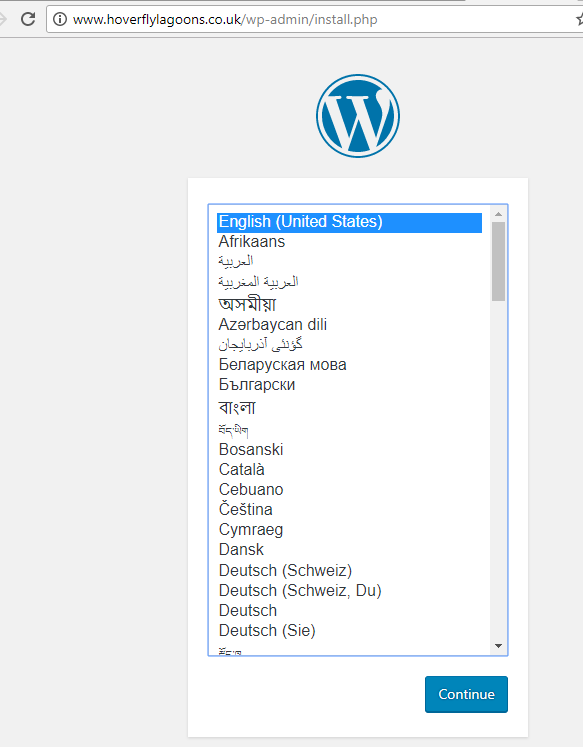 www.hoverflylagoons.co.uk/wp-admin/install.php
W
English (United States)
Afrikaans
العربية
العربية المغربية
অসমীয়া
Azərbaycan dili
گؤنئی آذربایجان
Беларуская мова
Български
বাংলা
བོད་ཡིག
Bosanski
Català
Cebuano
Čeština
Cymraeg
Dansk
Deutsch (Schweiz)
Deutsch (Schweiz, Du)
Deutsch
Deutsch (Sie)
Continue